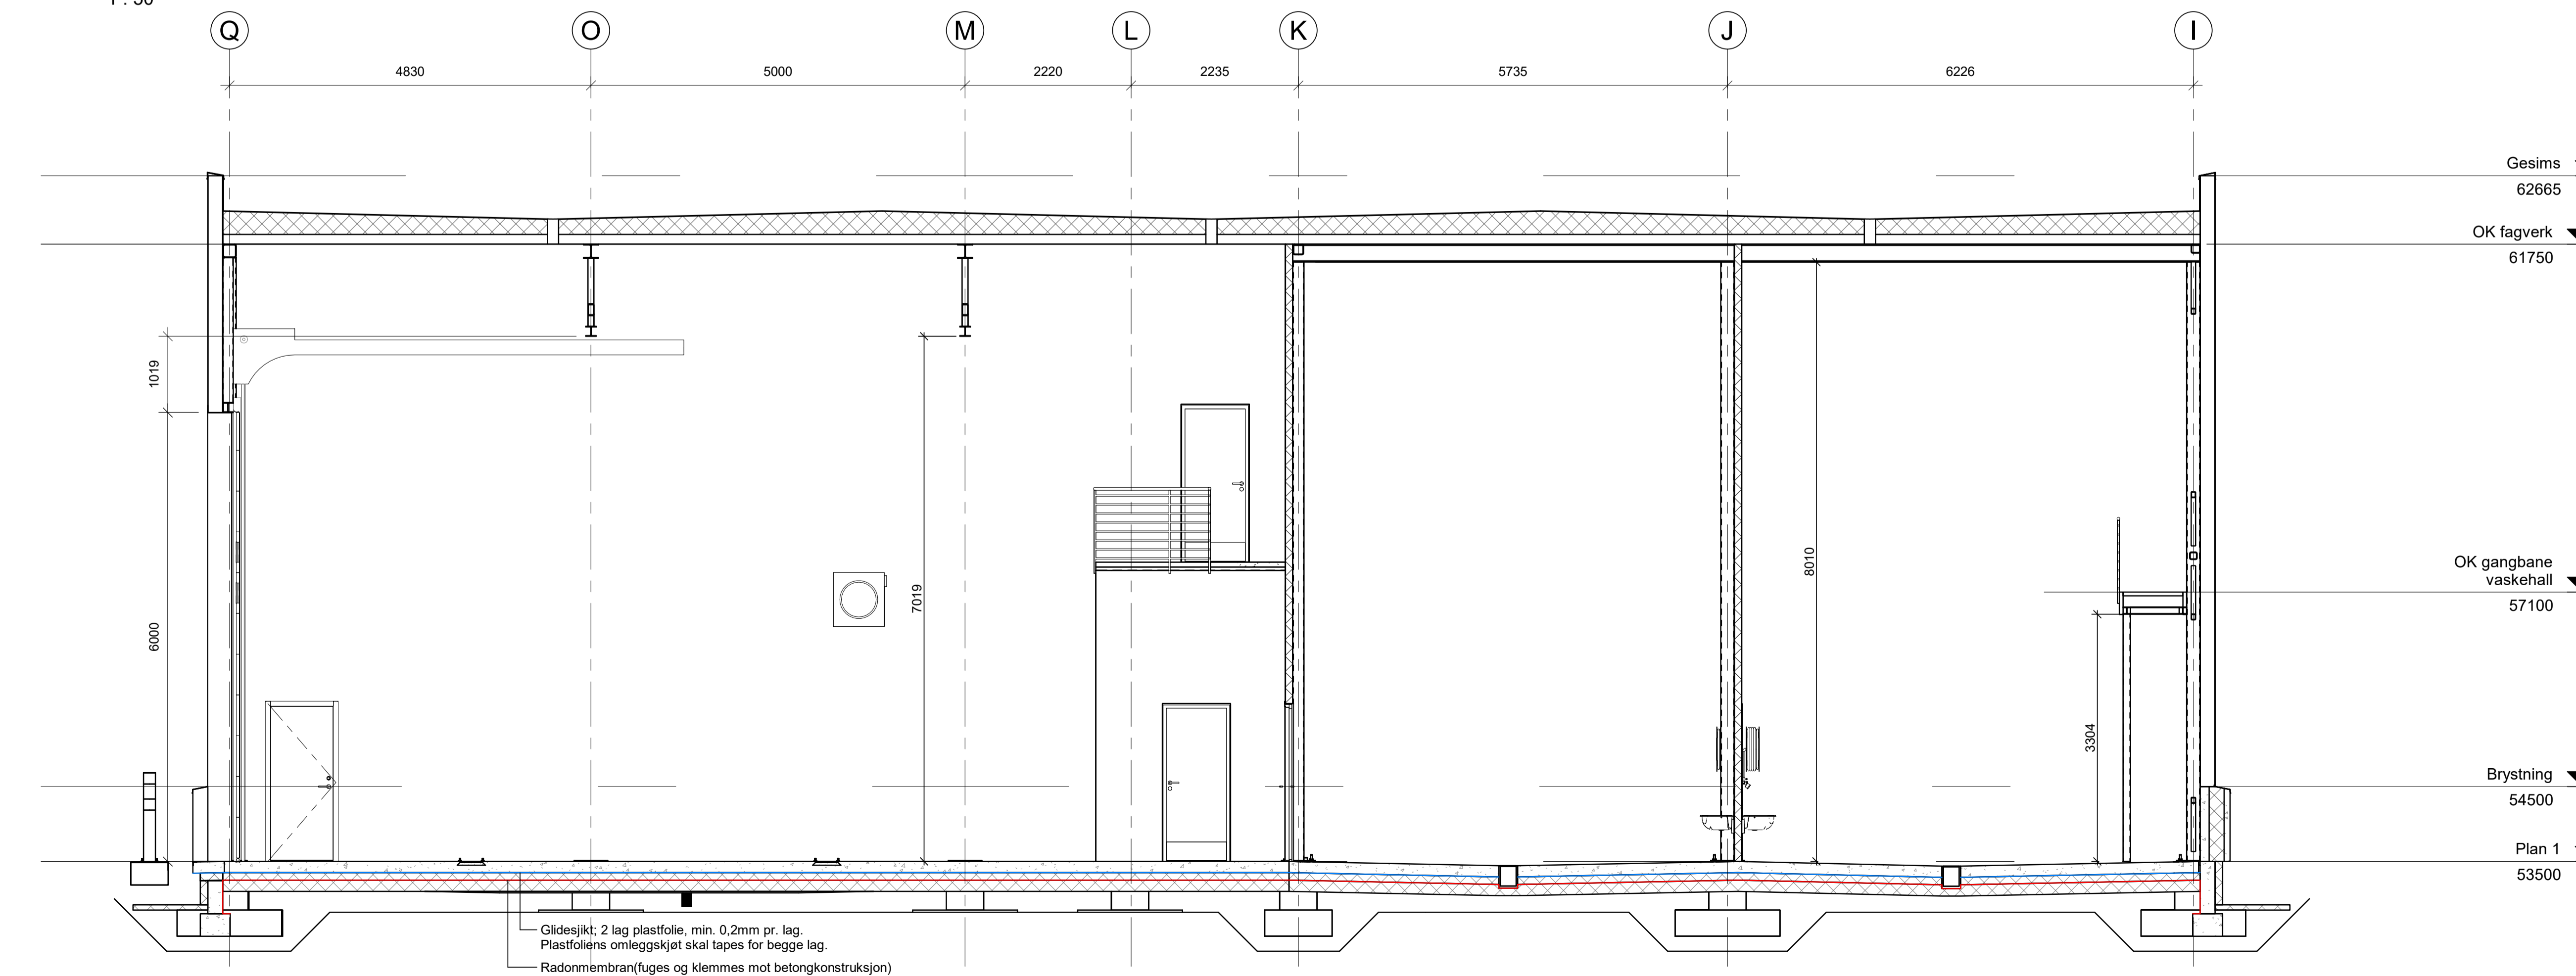 Q O M L K J I
4830 5000 2220 2235 5735 6226
Gesims
62665
OK fagverk
61750
1019
8010
OK gangbane
vaskehall
57100
7019
6000
3304
Brystning
54500
Plan 1
53500
Glidesjikt; 2 lag plastfolie, min. 0,2mm pr. lag.
Plastfoliens omleggskjøt skal tapes for begge lag.
Radonmembran(fuges og klemmes mot betongkonstruksjon)